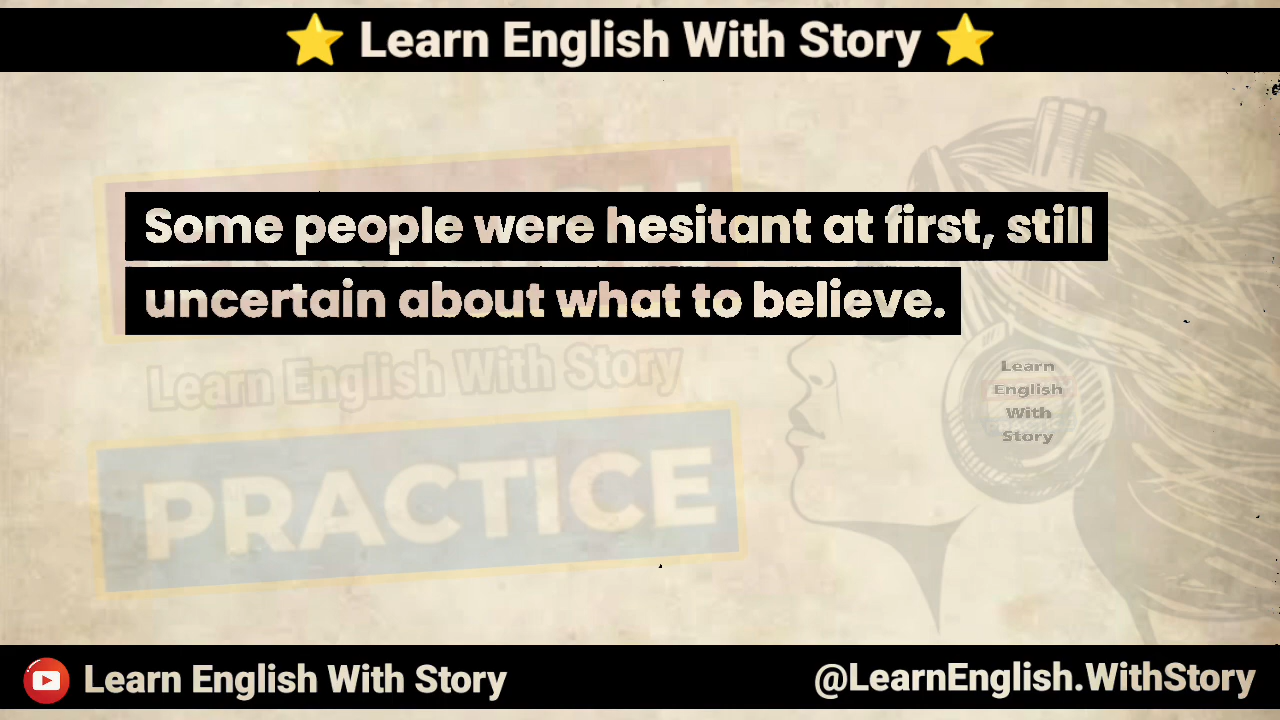 ⭐ Learn English With Story ⭐
Some people were hesitant at first, still
uncertain about what to believe.
Learn English With Story
PRACTICE
Learn
English
With
Story
Learn English With Story
@LearnEnglish.WithStory